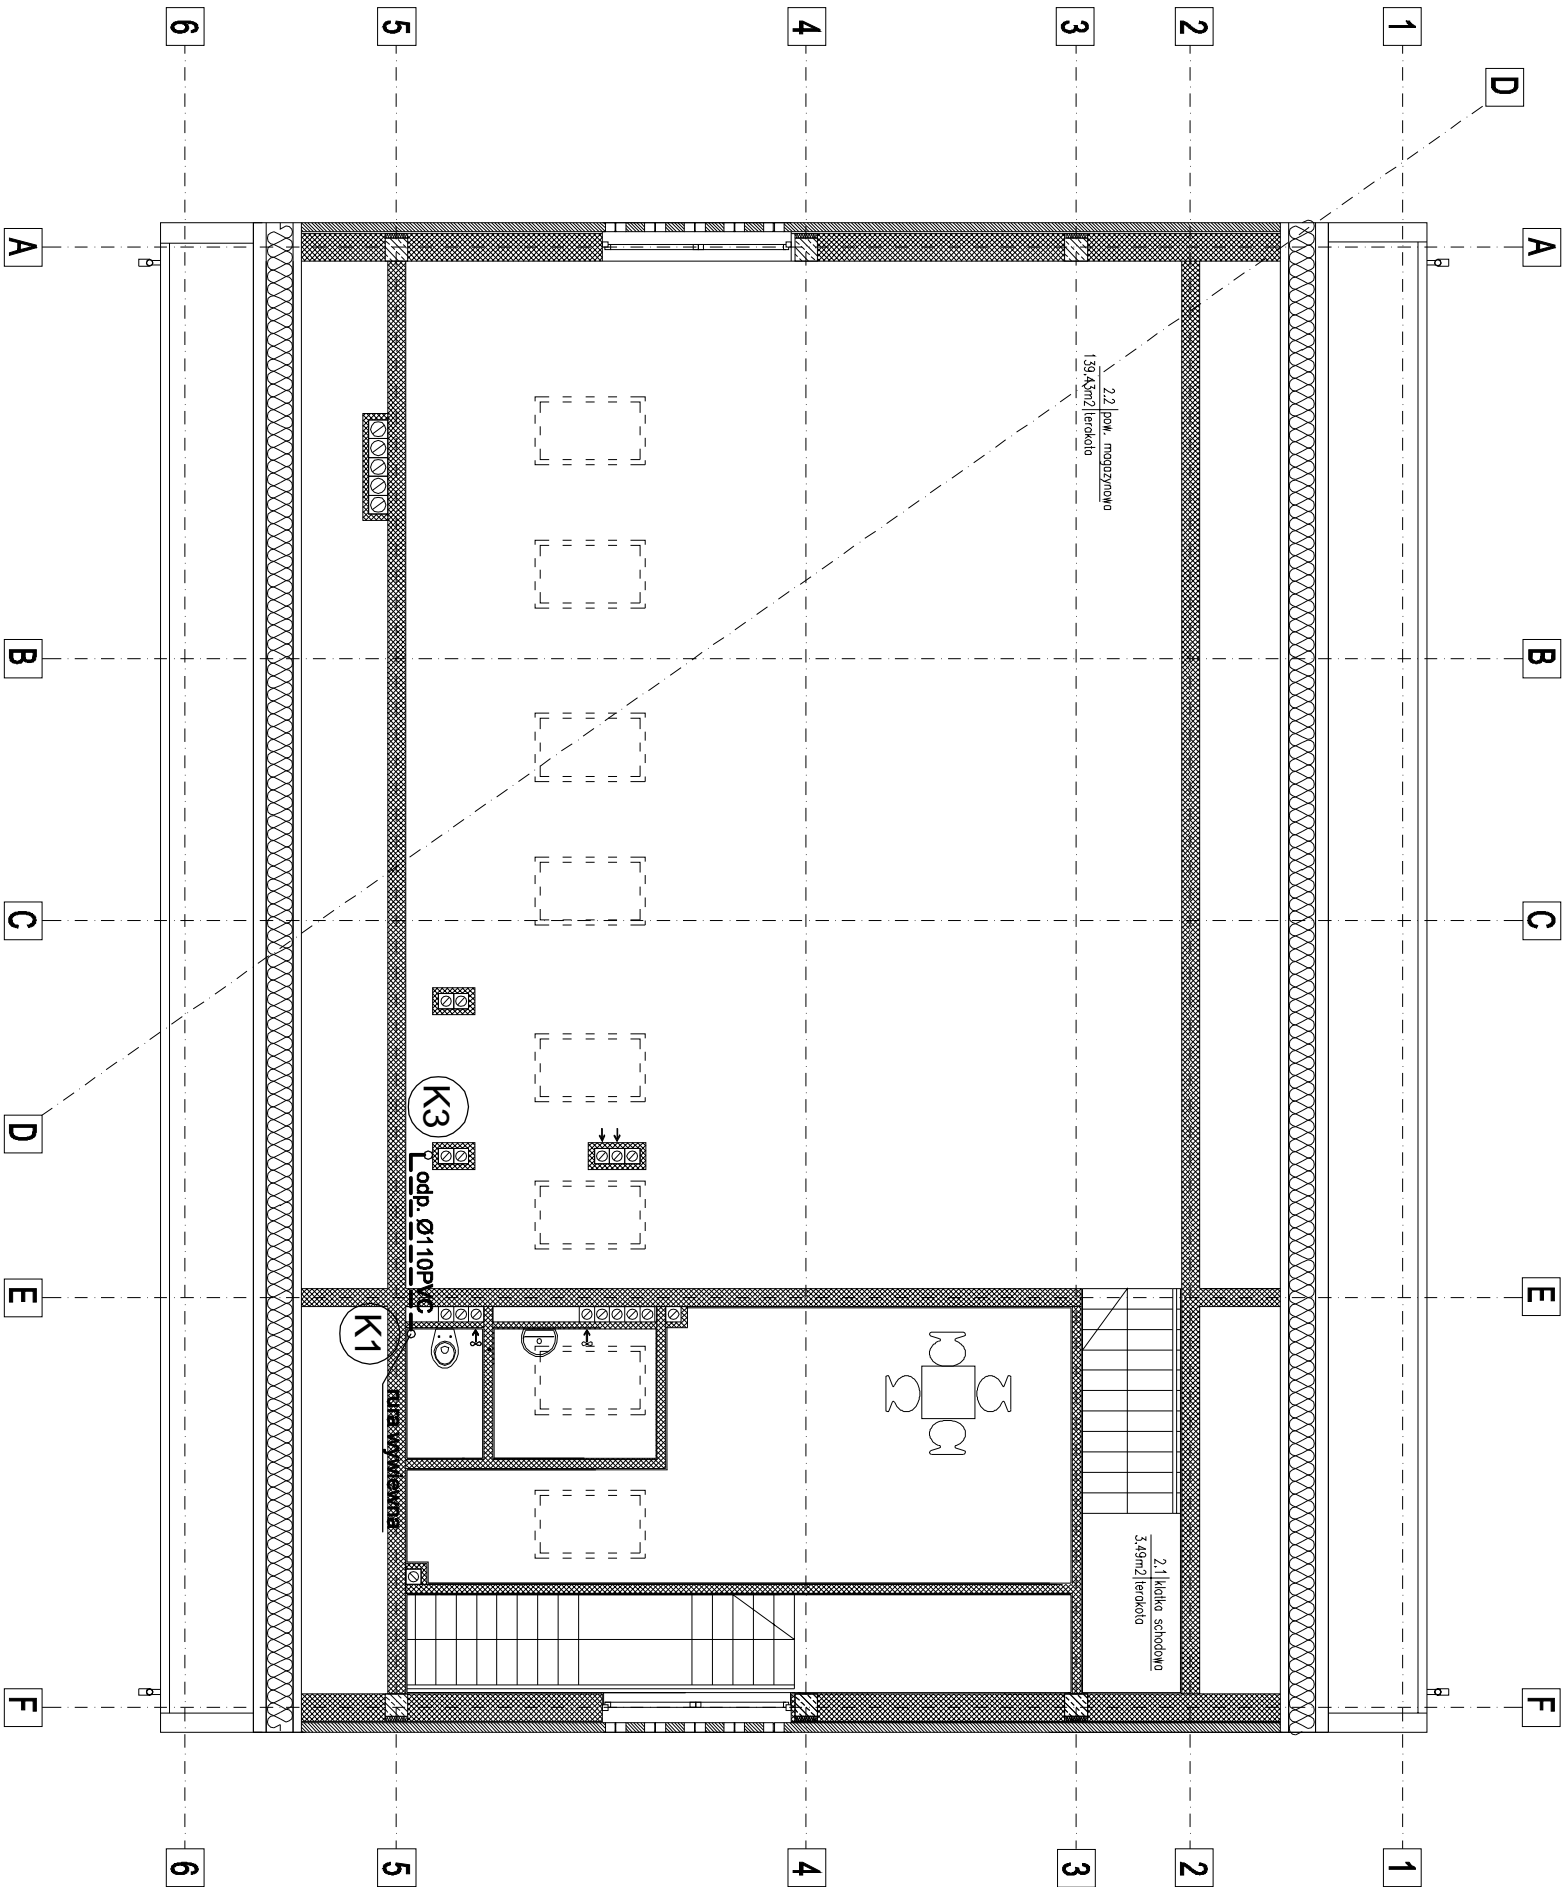 6
5
4
3
2
1
D
A
A
2.2 pow. magazynowa
139.43m2 terakota
B
B
C
C
K3
D
odp. Ø110PVC
E
E
K1
rura wywiewna
2.1 klatka schodowa
3.49m2 terakota
F
F
6
5
4
3
2
1